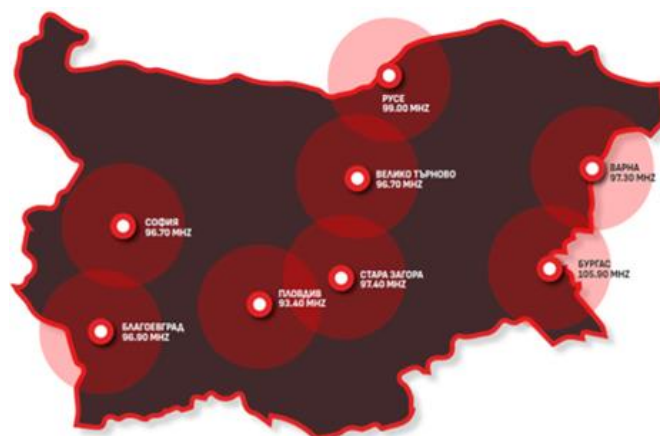 РУСЕ
99.00 MHZ
ВЕЛИКО ТЪРНОВО
96.70 MHZ
ВАРНА
97.30 MHZ
СОФИЯ
96.70 MHZ
БУРГАС
105.90 MHZ
СТАРА ЗАГОРА
97.40 MHZ
ПЛОВДИВ
93.40 MHZ
БЛАГОЕВГРАД
96.90 MHZ